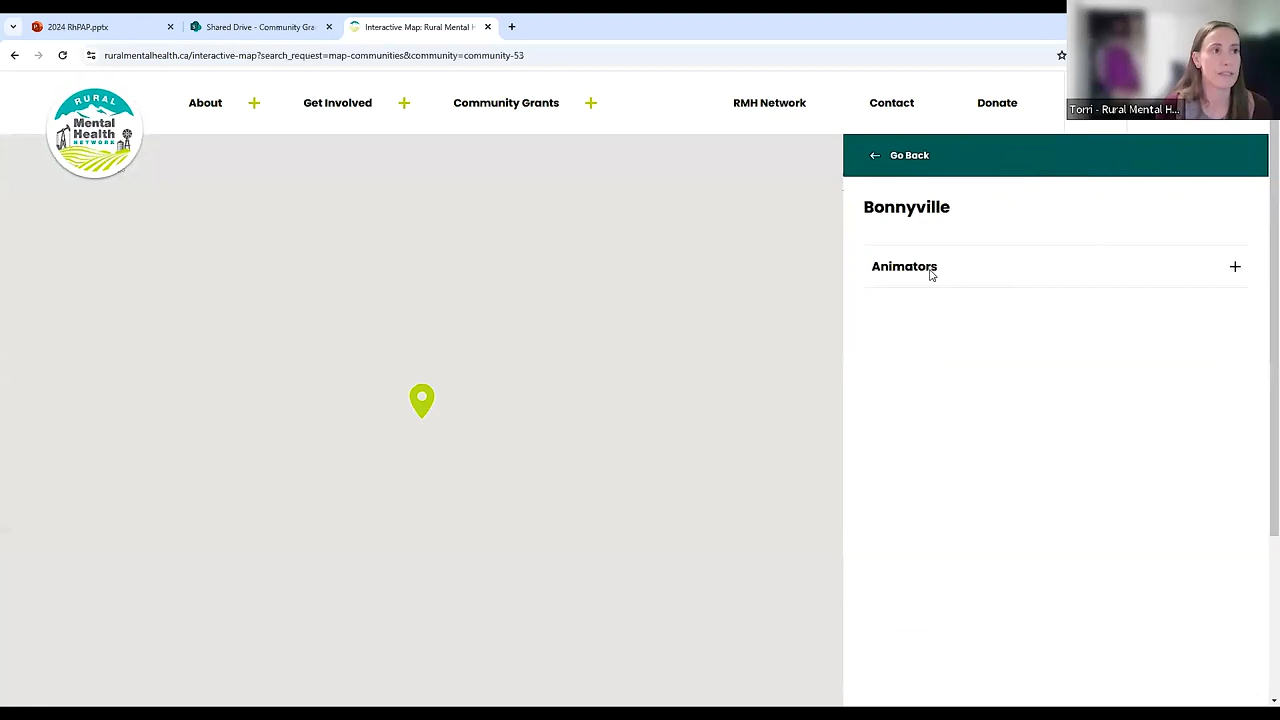 2024 RhPAP.pptx
Shared Drive - Community Gra
Interactive Map: Rural Mental H
ruralmentalhealth.ca/interactive-map?search_request=map-communities&community=community-53
RURAL
Mental
Health
NETWORK
About
Get Involved
Community Grants
RMH Network
Contact
Donate
Torri - Rural Mental H...
Go Back
Bonnyville
Animators